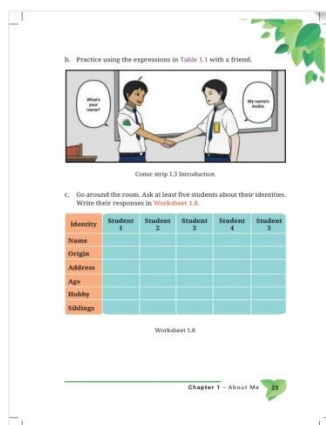 b. Practice using the expressions in Table 1.1 with a friend.
What's
your
name?
My name's
Andre.
Comic strip 1.3 Introduction
c. Go around the room. Ask at least five students about their identities.
Write their responses in Worksheet 1.8.
Identity Student 1 Student 2 Student 3 Student 4 Student 5
Name
Origin
Address
Age
Hobby
Siblings
Worksheet 1.8
Chapter 1 - About Me 23